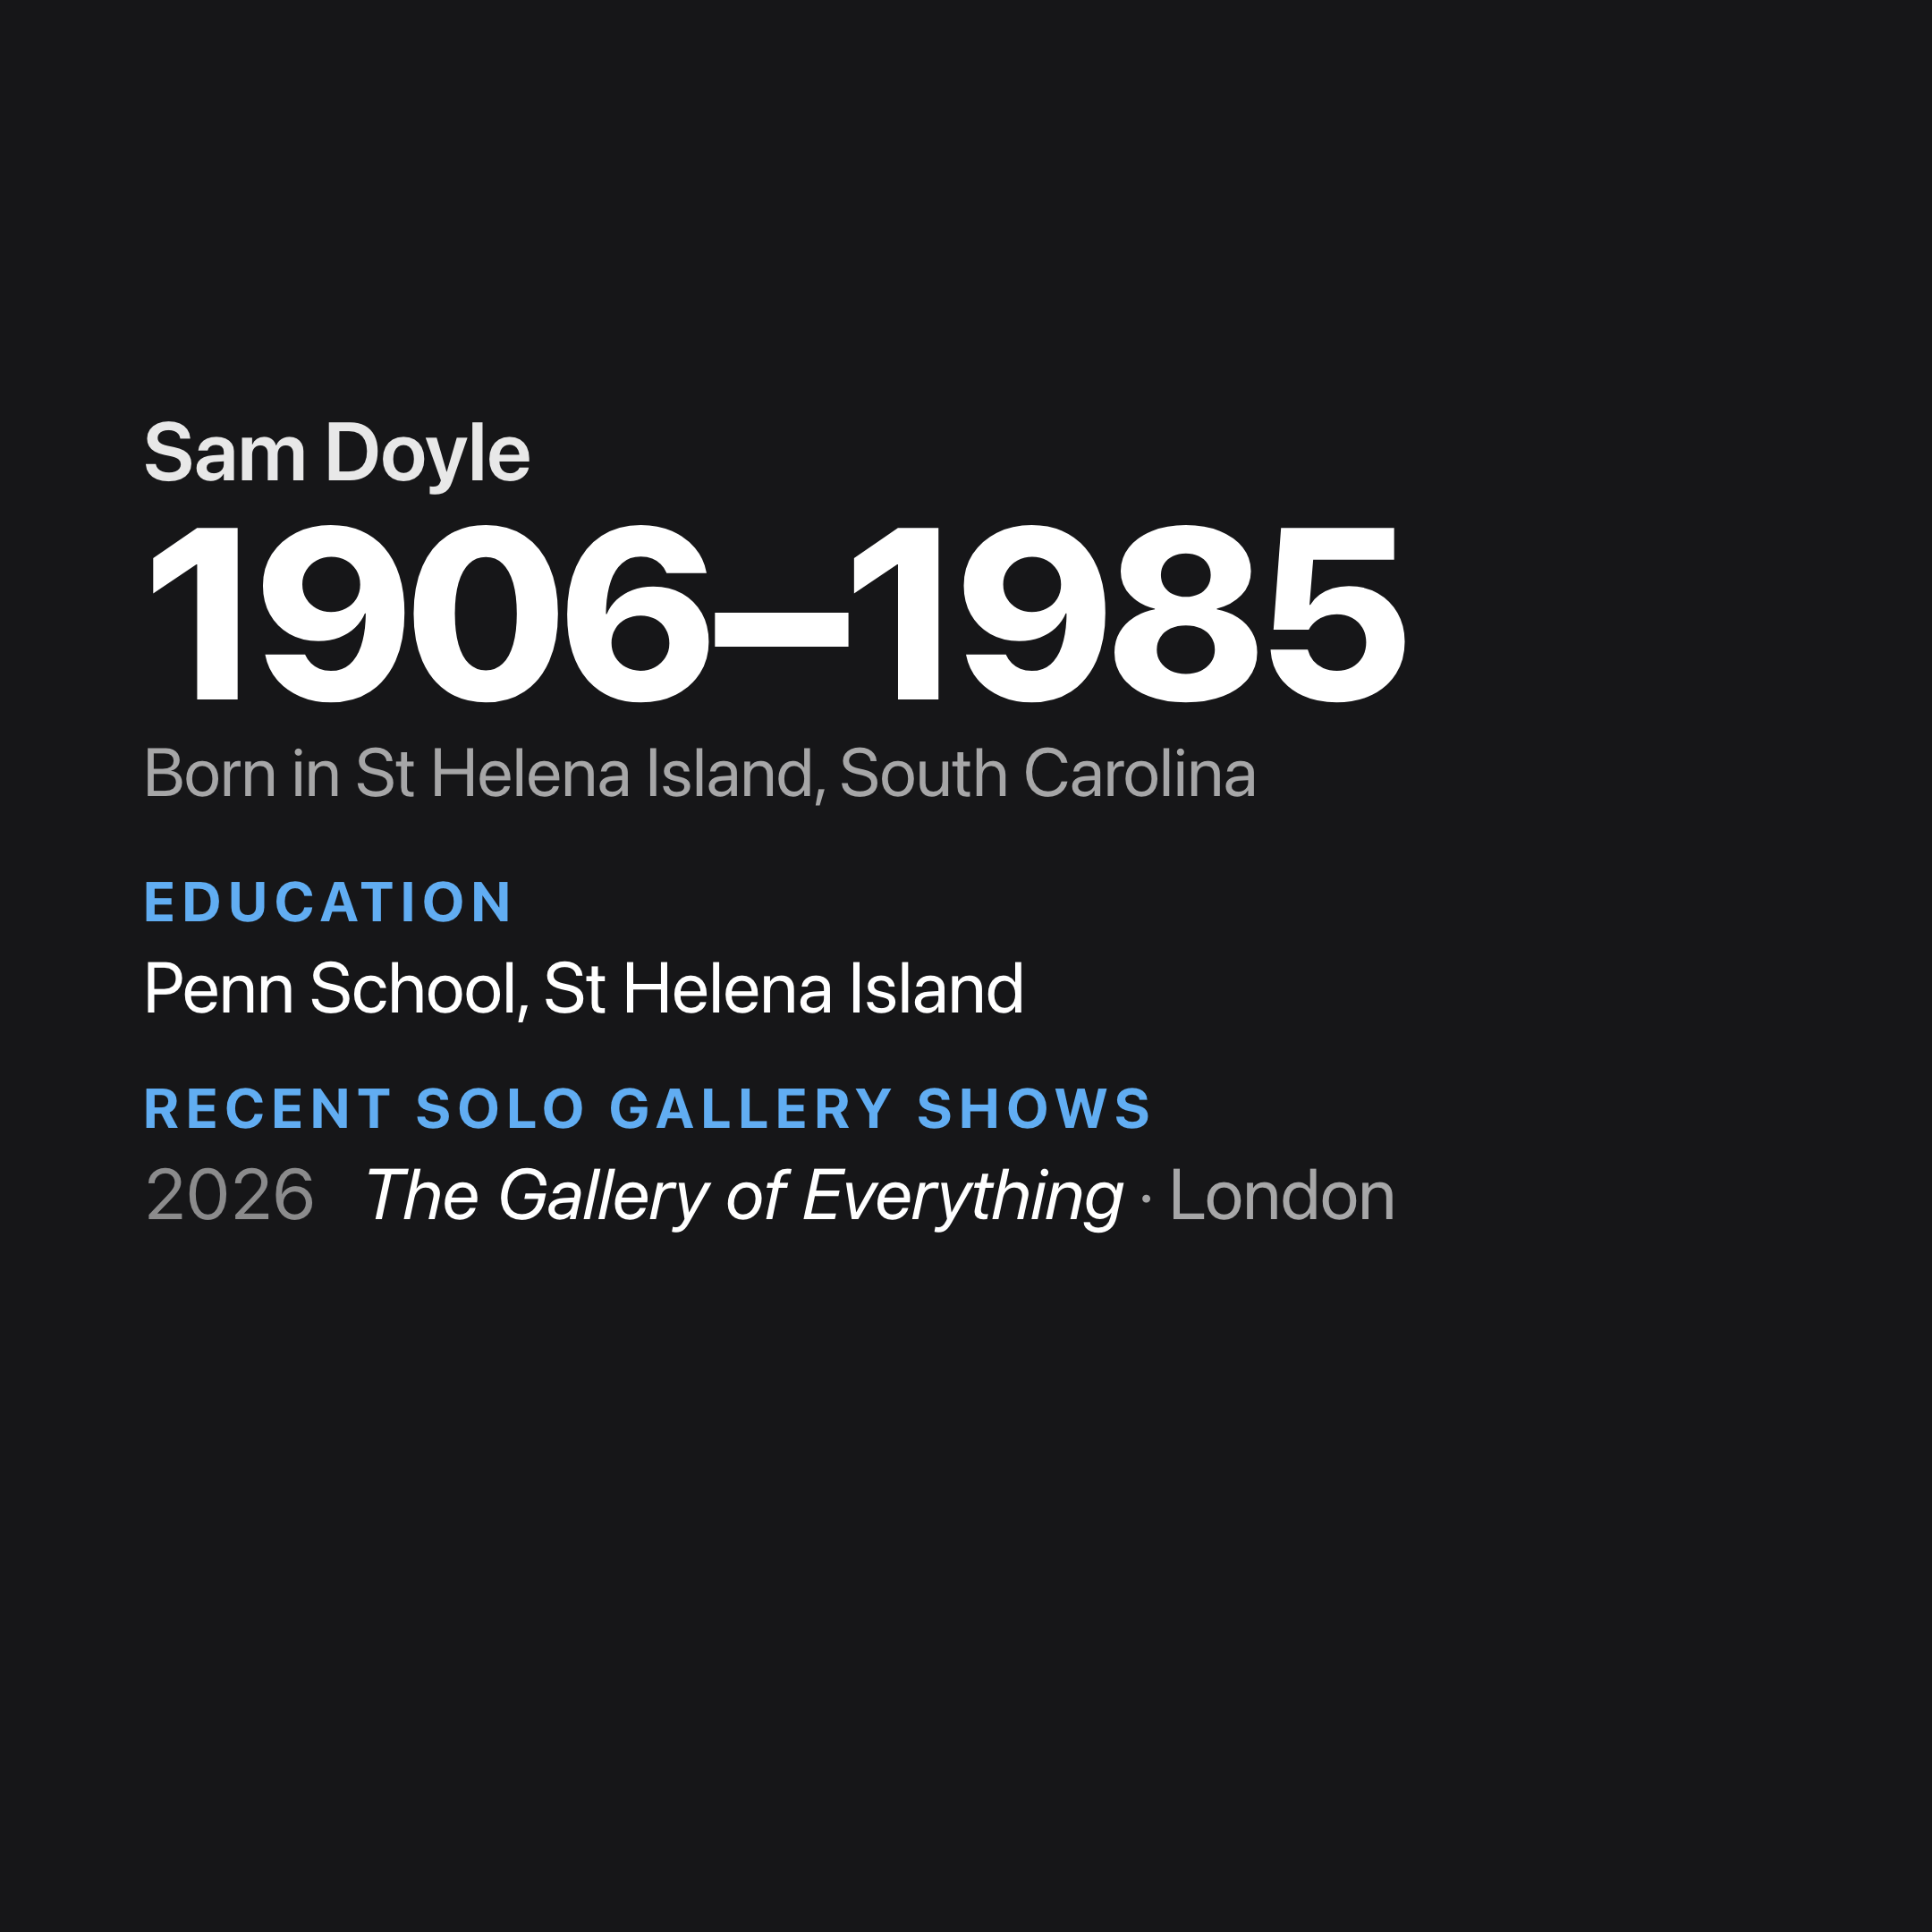 Sam Doyle
1906–1985
Born in St Helena Island, South Carolina
EDUCATION
Penn School, St Helena Island
RECENT SOLO GALLERY SHOWS
2026 The Gallery of Everything · London